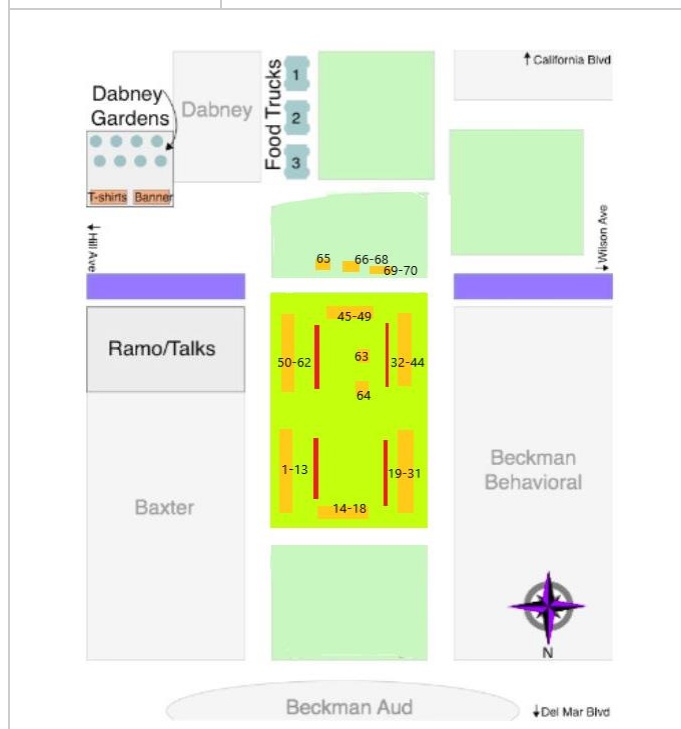 ↑ California Blvd
Dabney
Gardens
Dabney
Food Trucks
1
2
3
T-shirts
Banner
↓ Hill Ave
Wilson Ave
65
66-68
69-70
45-49
Ramo/Talks
50-62
63
32-44
64
1-13
19-31
14-18
Baxter
Beckman
Behavioral
N
Beckman Aud
↓Del Mar Blvd